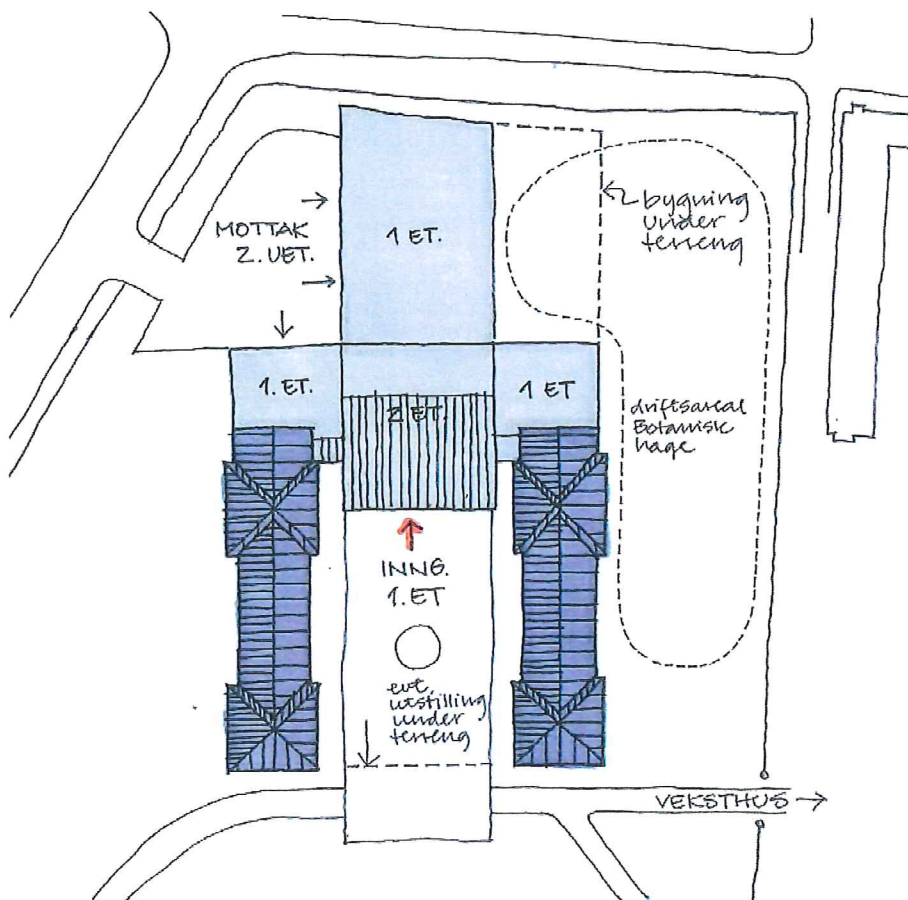 MOTTAK
2. UET.
1 ET.
bygning
under
terreng
1. ET.
2 ET.
1 ET
driftsareal
Botanisk
hage
INNG.
1. ET
evt.
utstilling
under
terreng
VEKSTHUS